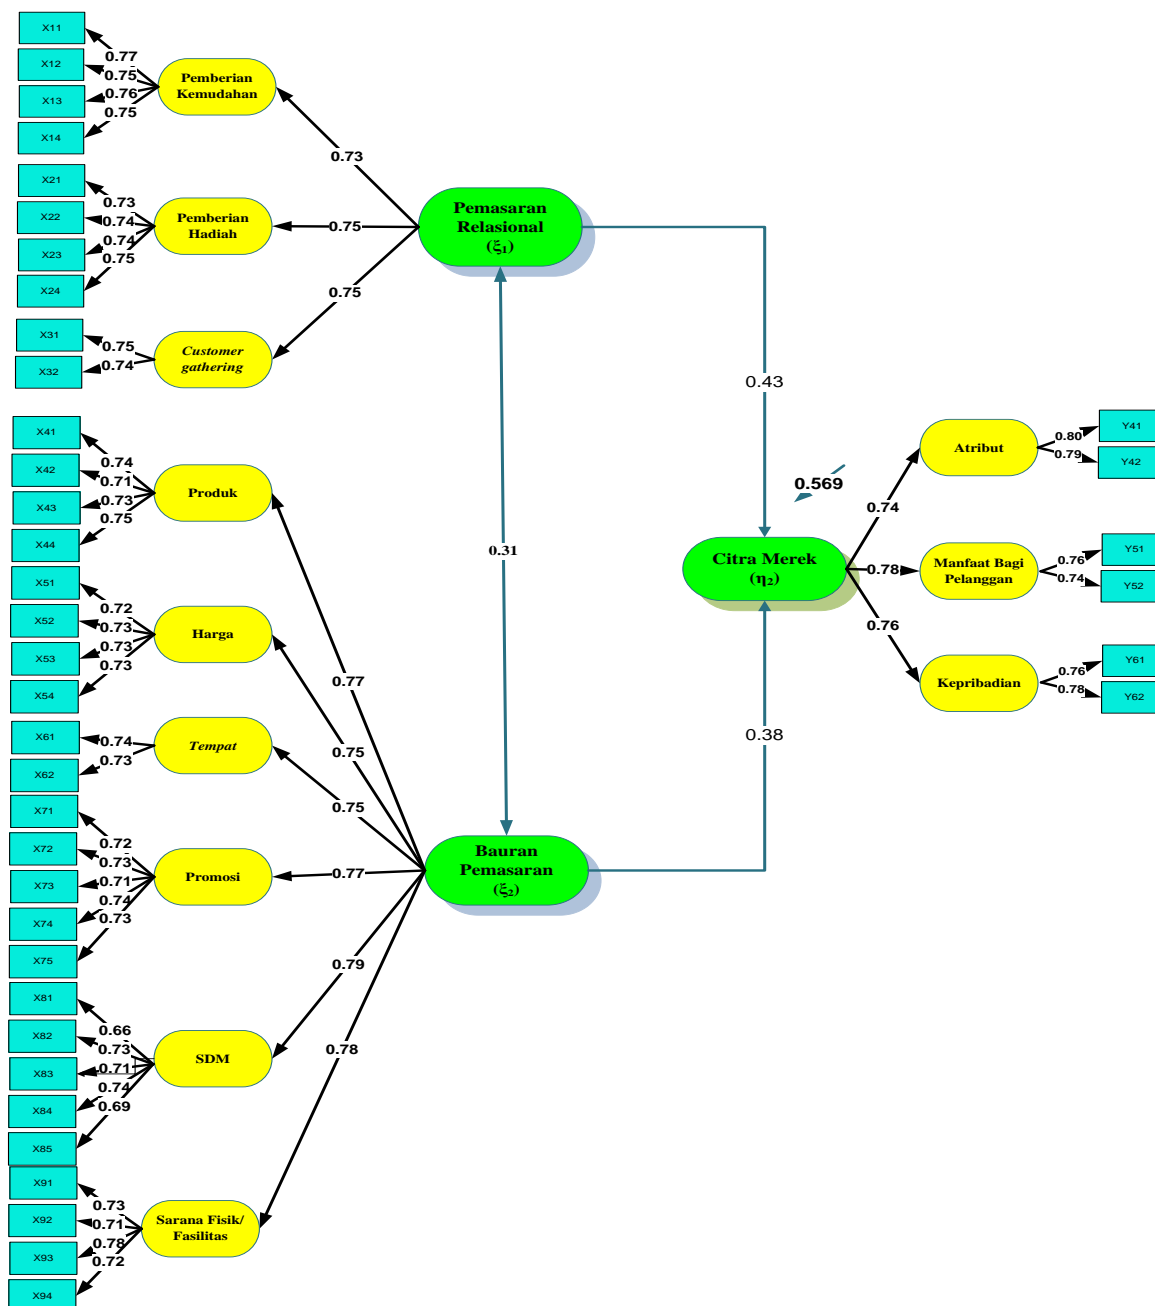 X11
X12
X13
X14
0.77
0.75
0.76
0.75
Pemberian
Kemudahan
0.73
X21
X22
X23
X24
0.73
0.74
0.74
0.75
Pemberian
Hadiah
0.75
X31
X32
0.75
0.74
Customer
gathering
0.75
Pemasaran
Relasional
(ξ₁)
0.43
0.31
X41
X42
X43
X44
0.74
0.71
0.73
0.75
Produk
0.77
X51
X52
X53
X54
0.72
0.73
0.73
0.73
Harga
0.75
X61
X62
0.74
0.73
Tempat
0.75
X71
X72
X73
X74
X75
0.72
0.73
0.71
0.74
0.73
Promosi
0.77
Bauran
Pemasaran
(ξ₂)
0.38
X81
X82
X83
X84
X85
0.66
0.73
0.71
0.74
0.69
SDM
0.79
X91
X92
X93
X94
0.73
0.71
0.78
0.72
Sarana Fisik/
Fasilitas
0.78
0.569
Citra Merek
(η₂)
0.74
0.78
0.76
Atribut
0.80
0.79
Y41
Y42
Manfaat Bagi
Pelanggan
0.76
0.74
Y51
Y52
Kepribadian
0.76
0.78
Y61
Y62